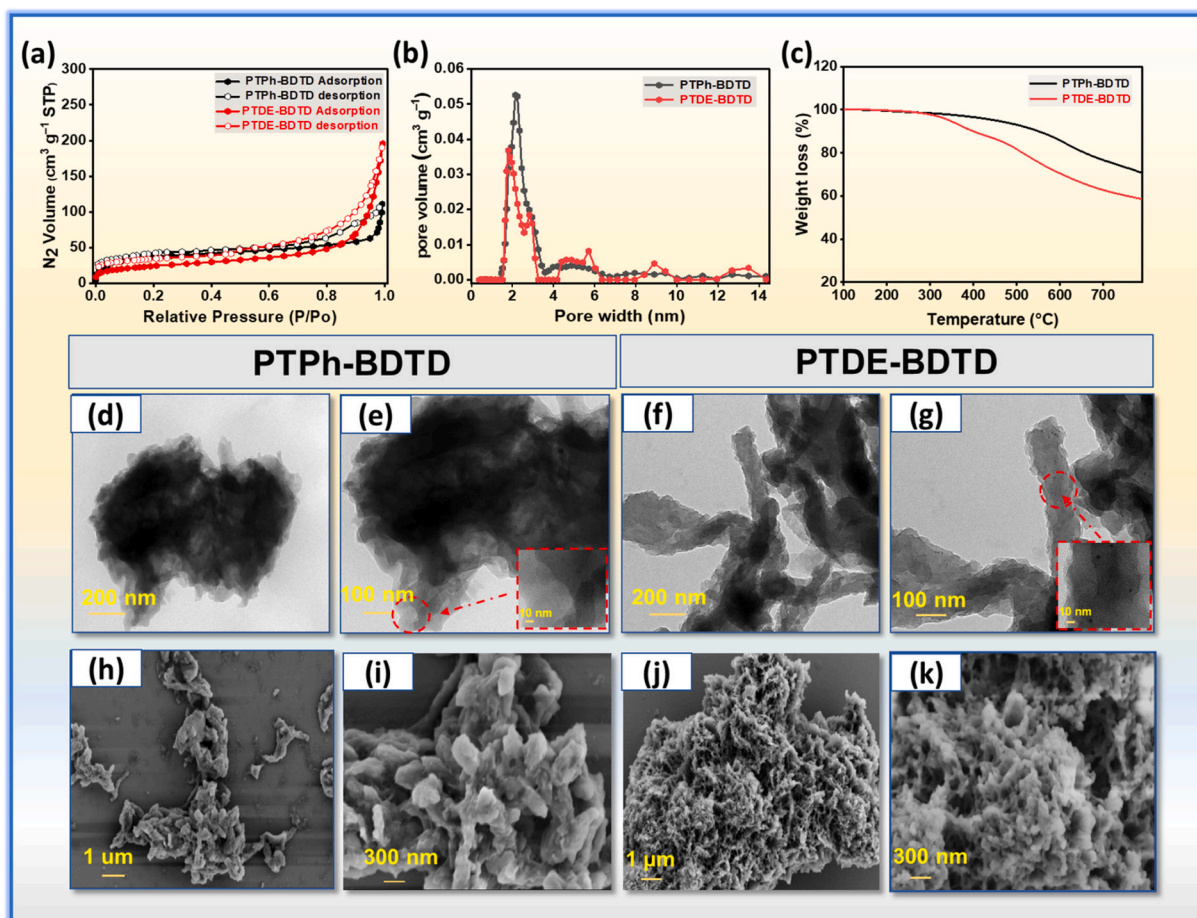 (a)
300
250
200
150
100
50
0
N2 Volume (cm³ g⁻¹ STP)
PTPh-BDTD Adsorption
PTPh-BDTD desorption
PTDE-BDTD Adsorption
PTDE-BDTD desorption
0.0 0.2 0.4 0.6 0.8 1.0
Relative Pressure (P/Po)
(b)
0.06
0.05
0.04
0.03
0.02
0.01
0.00
pore volume (cm³ g⁻¹)
PTPh-BDTD
PTDE-BDTD
0 2 4 6 8 10 12 14
Pore width (nm)
(c)
120
100
80
60
40
20
Weight loss (%)
PTPh-BDTD
PTDE-BDTD
100 200 300 400 500 600 700
Temperature (°C)
PTPh-BDTD
PTDE-BDTD
(d)
200 nm
(e)
100 nm
10 nm
(f)
200 nm
(g)
100 nm
10 nm
(h)
1 um
(i)
300 nm
(j)
1 µm
(k)
300 nm